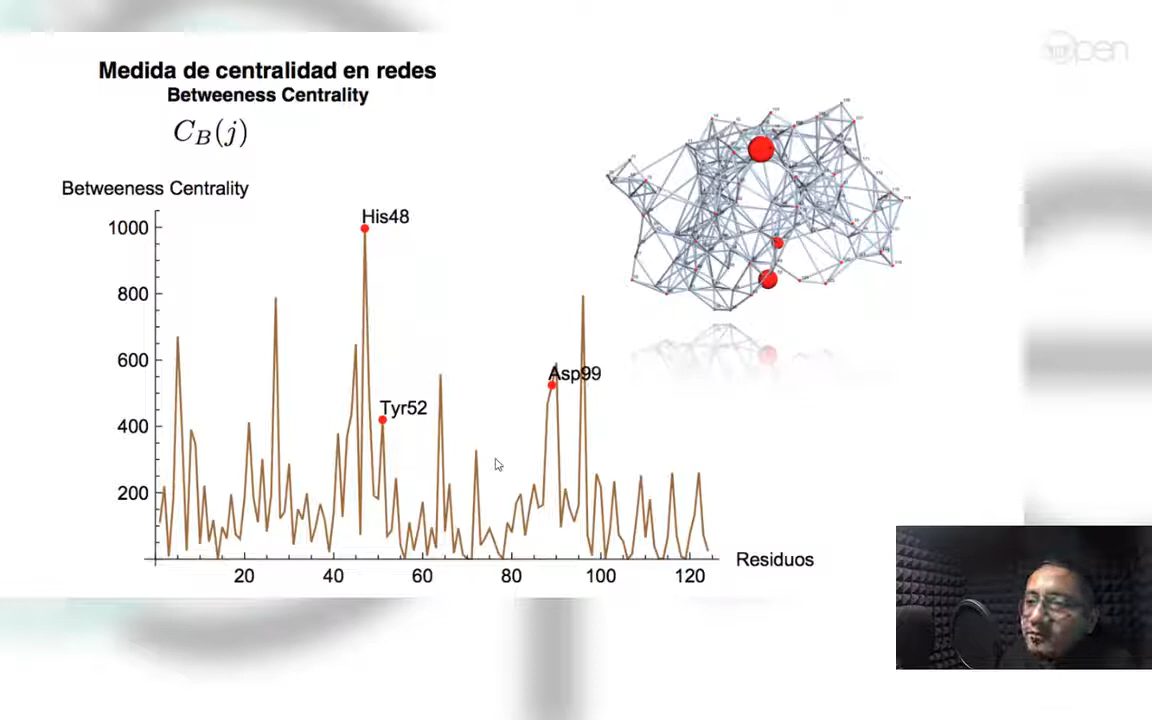 Open
Medida de centralidad en redes
Betweeness Centrality
C_B(j)
Betweeness Centrality
1000
800
600
400
200
His48
Tyr52
Asp99
20 40 60 80 100 120
Residuos